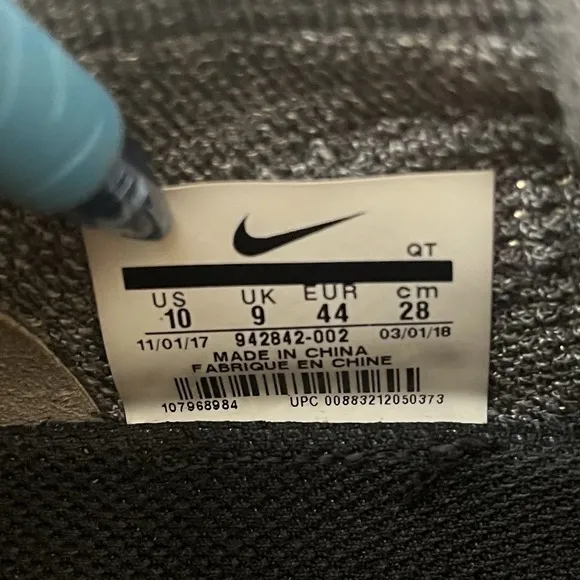 QT
US UK EUR cm
10 9 44 28
11/01/17 942842-002 03/01/18
MADE IN CHINA
FABRIQUE EN CHINE
107968984 UPC 00883212050373